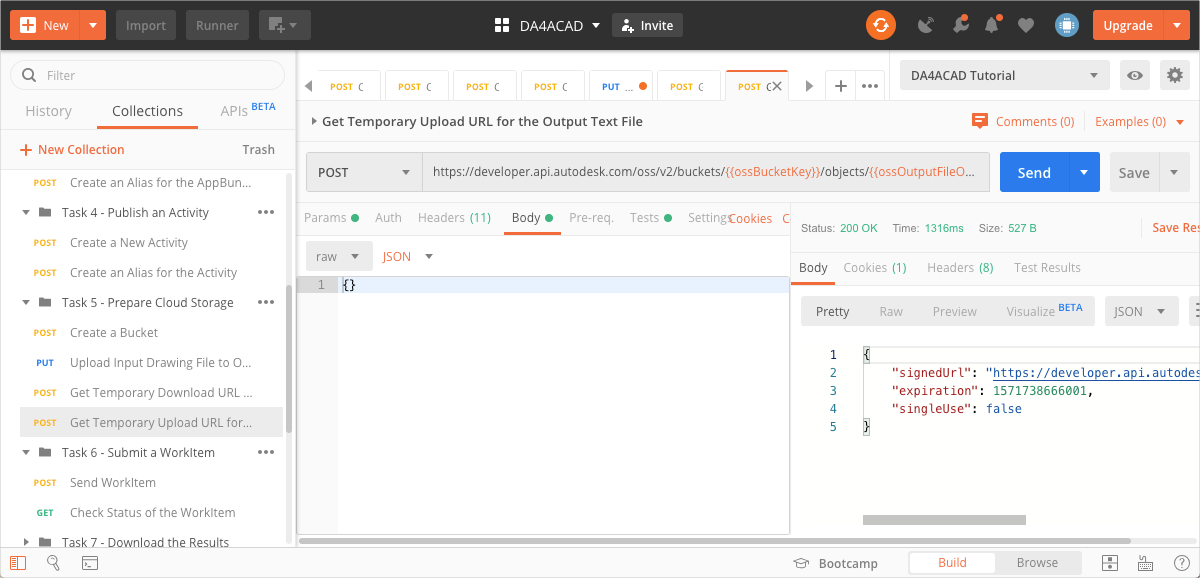 New
Import
Runner
DA4ACAD
Invite
Upgrade
Filter
History
Collections
APIs BETA
New Collection
Trash
POST Create an Alias for the AppBun...
Task 4 - Publish an Activity
POST Create a New Activity
POST Create an Alias for the Activity
Task 5 - Prepare Cloud Storage
POST Create a Bucket
PUT Upload Input Drawing File to O...
POST Get Temporary Download URL ...
POST Get Temporary Upload URL for...
Task 6 - Submit a WorkItem
POST Send WorkItem
GET Check Status of the WorkItem
Task 7 - Download the Results
POST C
POST C
POST C
POST C
PUT ...
POST C
POST C
DA4ACAD Tutorial
Get Temporary Upload URL for the Output Text File
Comments (0)
Examples (0)
POST
https://developer.api.autodesk.com/oss/v2/buckets/{{ossBucketKey}}/objects/{{ossOutputFileO...
Send
Save
Params
Auth
Headers (11)
Body
Pre-req.
Tests
Settings
Cookies
C
raw
JSON
1 {}
Status: 200 OK Time: 1316ms Size: 527 B
Save Res
Body
Cookies (1)
Headers (8)
Test Results
Pretty
Raw
Preview
Visualize BETA
JSON
1 {
2 "signedUrl": "https://developer.api.autodes
3 "expiration": 1571738666001,
4 "singleUse": false
5 }
Bootcamp
Build
Browse